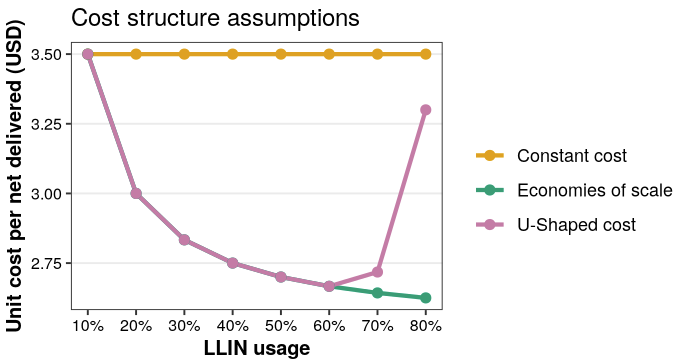 Cost structure assumptions
Unit cost per net delivered (USD)
3.50
3.25
3.00
2.75
10% 20% 30% 40% 50% 60% 70% 80%
LLIN usage
Constant cost
Economies of scale
U-Shaped cost